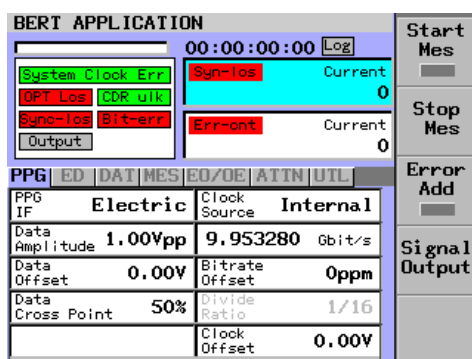 BERT APPLICATION
00:00:00:00 Log
System Clock Err
OPT Los CDR ulk
Sync-los Bit-err
Output
Syn-los Current
0
Err-cnt Current
0
PPG ED DAT MES EO/OE ATTN UTL
PPG IF Electric
Clock Source Internal
Data Amplitude 1.00Vpp
9.953280 Gbit/s
Data Offset 0.00V
Bitrate Offset 0ppm
Data Cross Point 50%
Divide Ratio 1/16
Clock Offset 0.00V
Start Mes
Stop Mes
Error Add
Signal Output